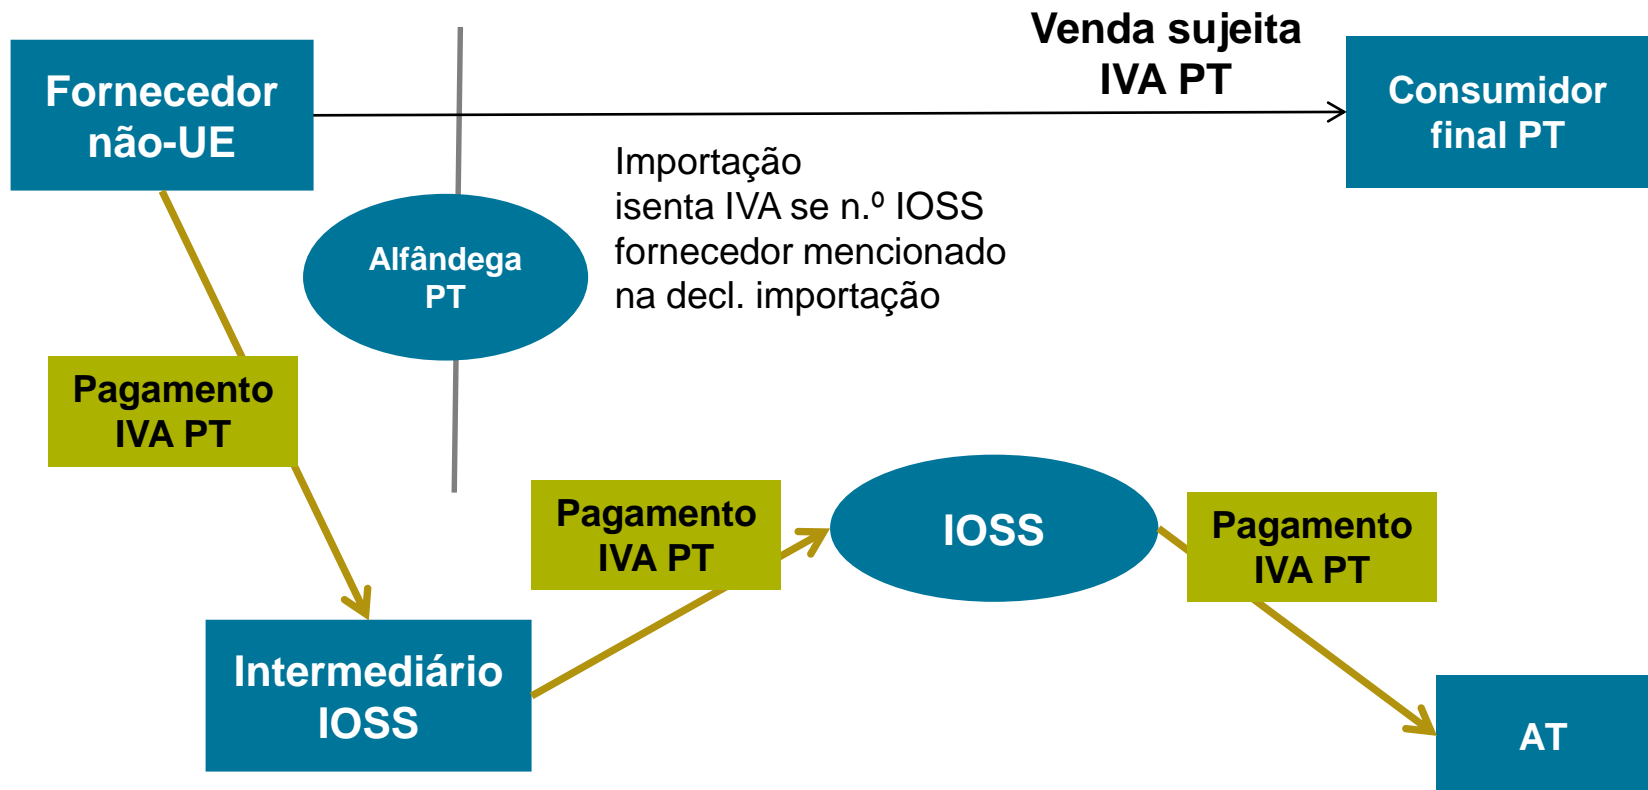 Venda sujeita
IVA PT
Fornecedor
não-UE
Consumidor
final PT
Importação
isenta IVA se n.º IOSS
fornecedor mencionado
na decl. importação
Alfândega
PT
Pagamento
IVA PT
Pagamento
IVA PT
IOSS
Pagamento
IVA PT
Intermediário
IOSS
AT